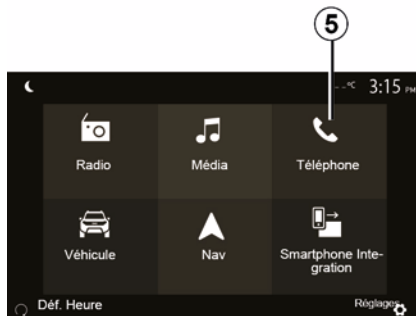 5
--°C 3:15 PM
Radio
Média
Téléphone
Véhicule
Nav
Smartphone Inte-
gration
Déf. Heure
Réglages